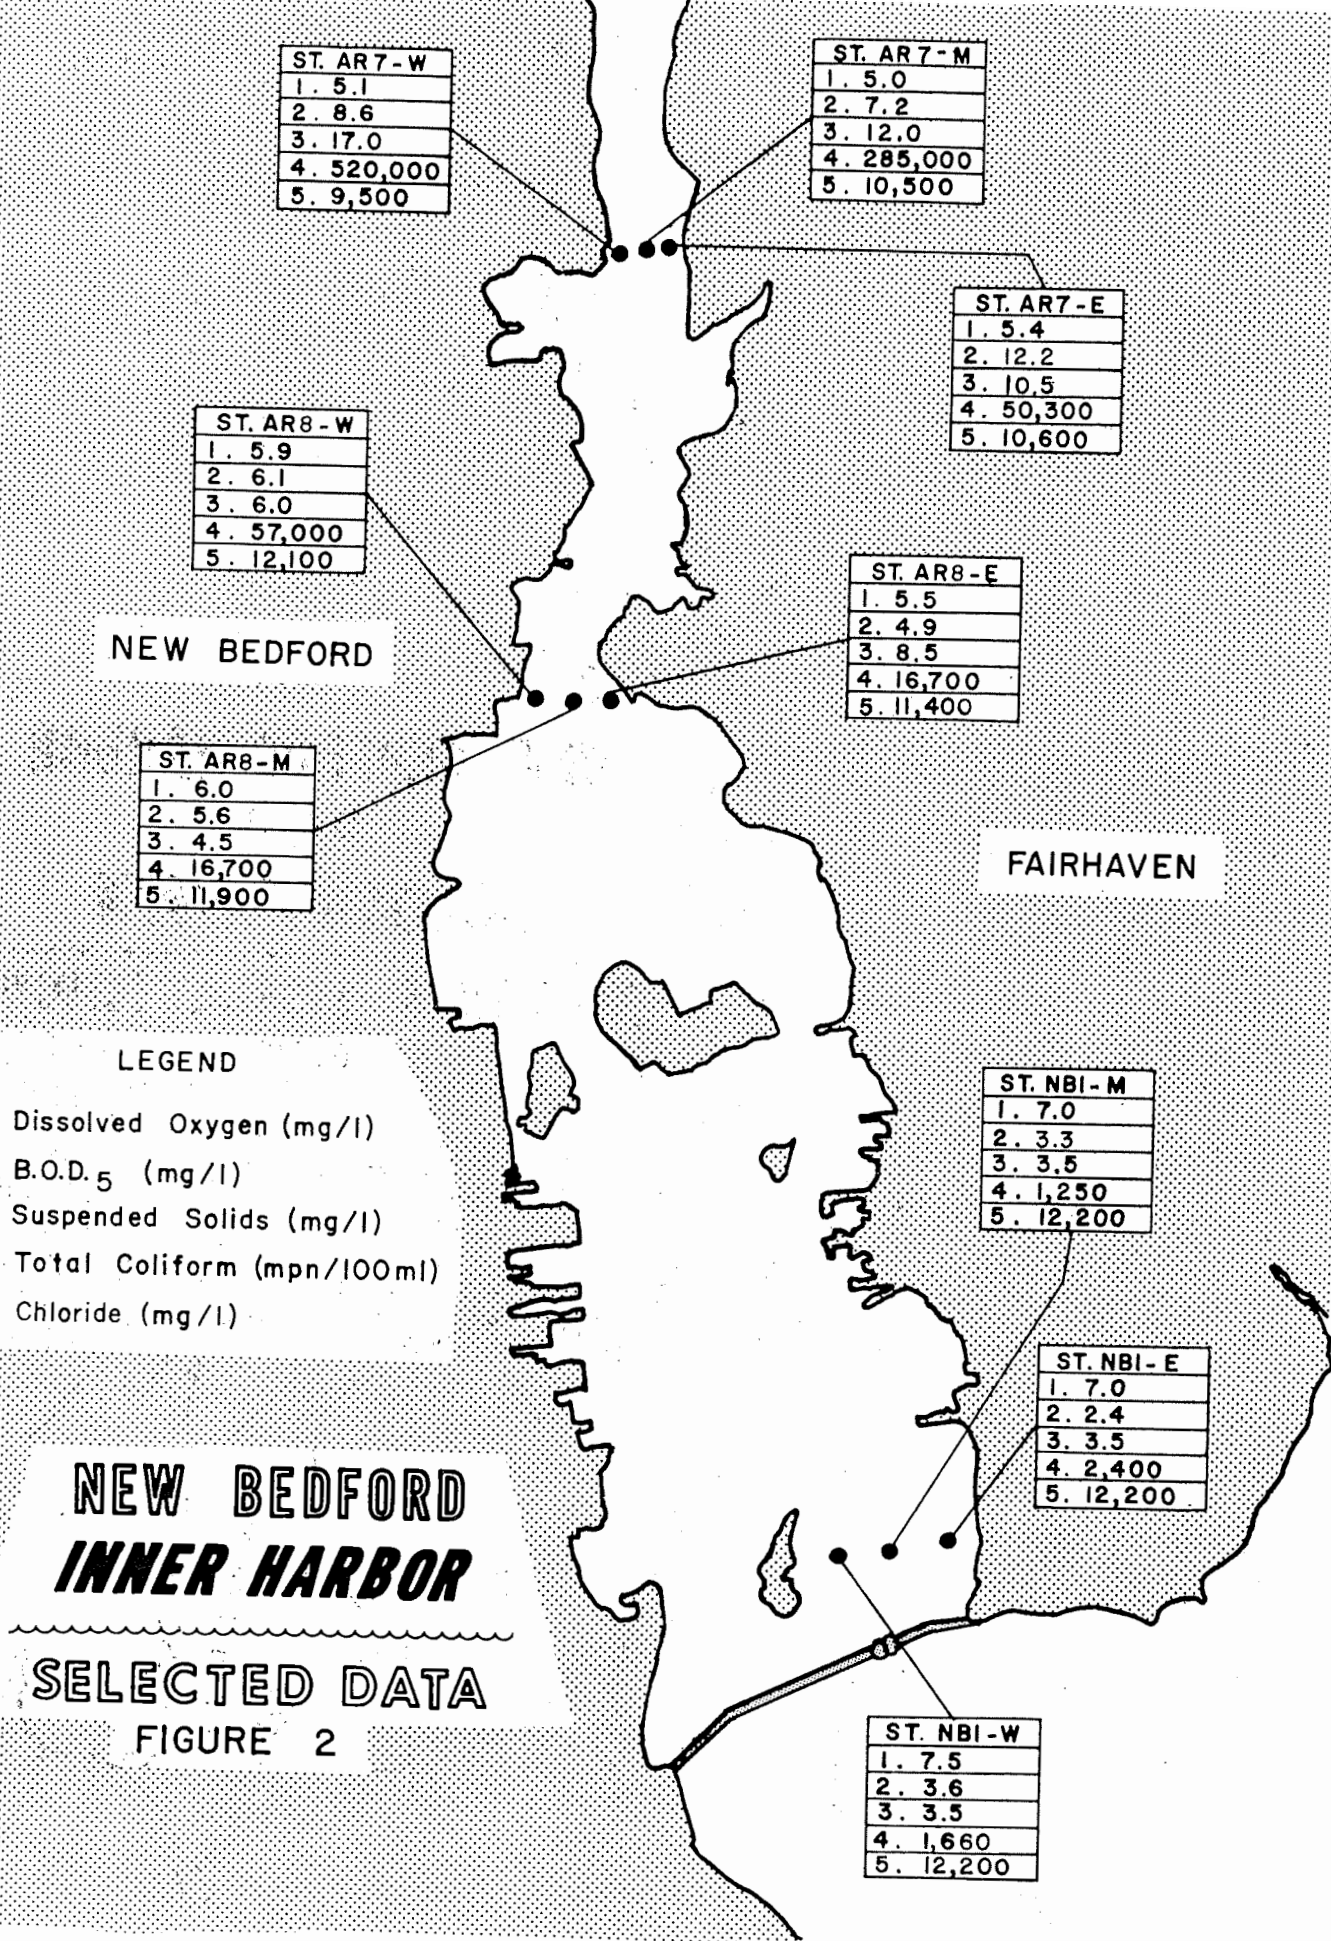 ST. AR7-W
1. 5.1
2. 8.6
3. 17.0
4. 520,000
5. 9,500
ST. AR7-M
1. 5.0
2. 7.2
3. 12.0
4. 285,000
5. 10,500
ST. AR7-E
1. 5.4
2. 12.2
3. 10.5
4. 50,300
5. 10,600
ST. AR8-W
1. 5.9
2. 6.1
3. 6.0
4. 57,000
5. 12,100
ST. AR8-E
1. 5.5
2. 4.9
3. 8.5
4. 16,700
5. 11,400
NEW BEDFORD
ST. AR8-M
1. 6.0
2. 5.6
3. 4.5
4. 16,700
5. 11,900
FAIRHAVEN
LEGEND
Dissolved Oxygen (mg/l)
B.O.D.5 (mg/l)
Suspended Solids (mg/l)
Total Coliform (mpn/100ml)
Chloride (mg/l)
ST. NB1-M
1. 7.0
2. 3.3
3. 3.5
4. 1,250
5. 12,200
ST. NB1-E
1. 7.0
2. 2.4
3. 3.5
4. 2,400
5. 12,200
NEW BEDFORD
INNER HARBOR
SELECTED DATA
FIGURE 2
ST. NB1-W
1. 7.5
2. 3.6
3. 3.5
4. 1,660
5. 12,200